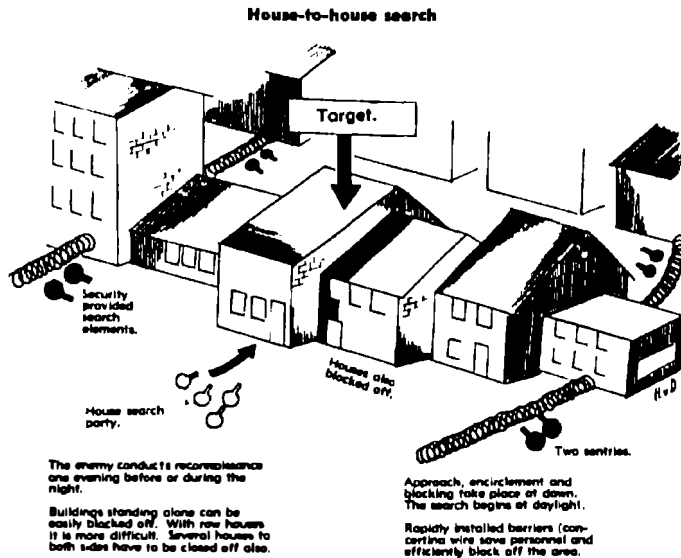 House-to-house search
Target.
Security
provided
search
elements.
House search
party.
Houses also
blocked off.
H v D
Two sentries.
The enemy conducts reconnaissance
one evening before or during the
night.
Buildings standing alone can be
easily blocked off. With row houses
it is more difficult. Several houses to
both sides have to be closed off also.
Approach, encirclement and
blocking take place at dawn.
The search begins at daylight.
Rapidly installed barriers (con-
certina wire save personnel and
efficiently block off the area.